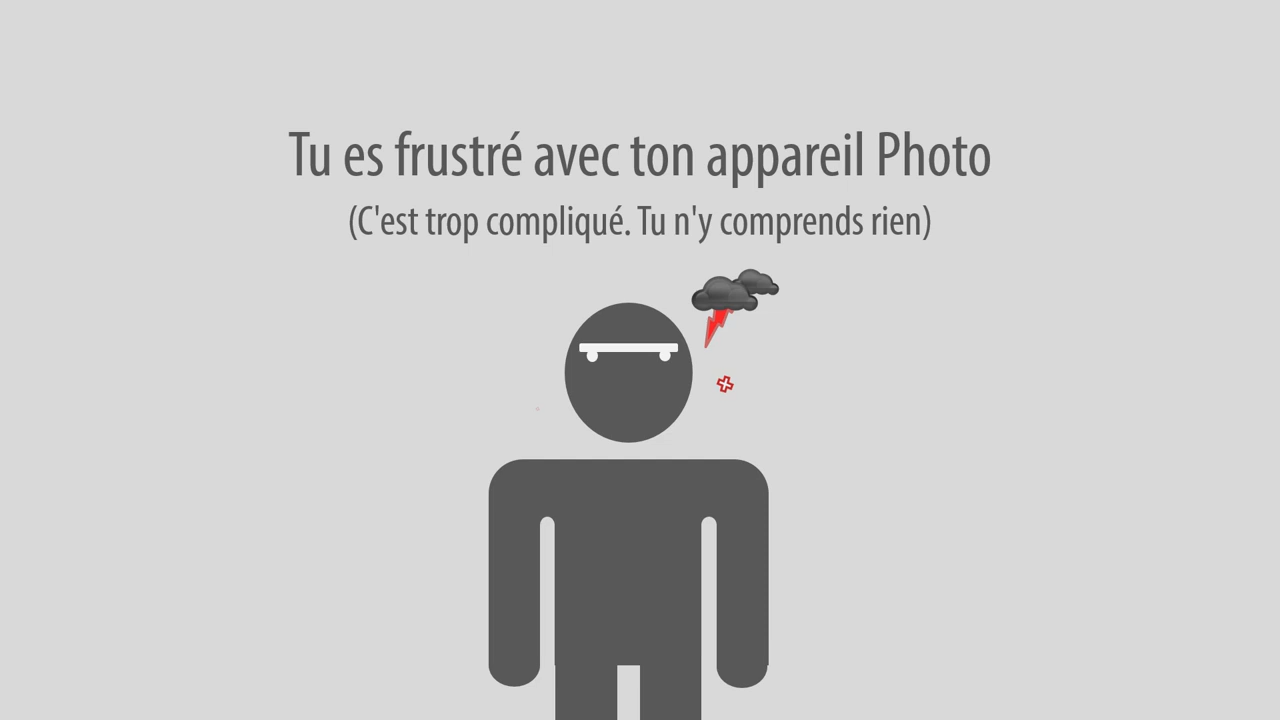 Tu es frustré avec ton appareil Photo
(C'est trop compliqué. Tu n'y comprends rien)